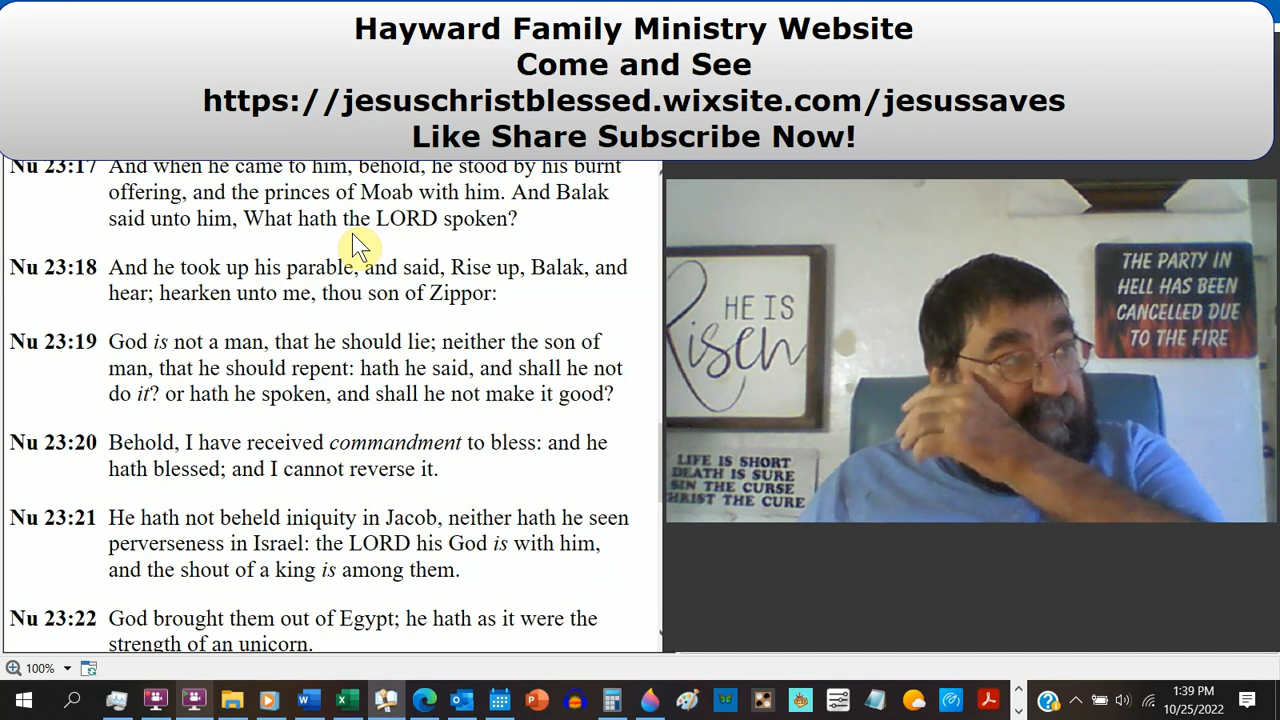 Hayward Family Ministry Website
Come and See
https://jesuschristblessed.wixsite.com/jesussaves
Like Share Subscribe Now!
Nu 23:17 And when he came to him, behold, he stood by his burnt
offering, and the princes of Moab with him. And Balak
said unto him, What hath the LORD spoken?
Nu 23:18 And he took up his parable, and said, Rise up, Balak, and
hear; hearken unto me, thou son of Zippor:
Nu 23:19 God is not a man, that he should lie; neither the son of
man, that he should repent: hath he said, and shall he not
do it? or hath he spoken, and shall he not make it good?
Nu 23:20 Behold, I have received commandment to bless: and he
hath blessed; and I cannot reverse it.
Nu 23:21 He hath not beheld iniquity in Jacob, neither hath he seen
perverseness in Israel: the LORD his God is with him,
and the shout of a king is among them.
Nu 23:22 God brought them out of Egypt; he hath as it were the
strength of an unicorn.
HE IS
Risen
THE PARTY IN
HELL HAS BEEN
CANCELLED DUE
TO THE FIRE
LIFE IS SHORT
DEATH IS SURE
SIN THE CURSE
CHRIST THE CURE
100%
1:39 PM
10/25/2022